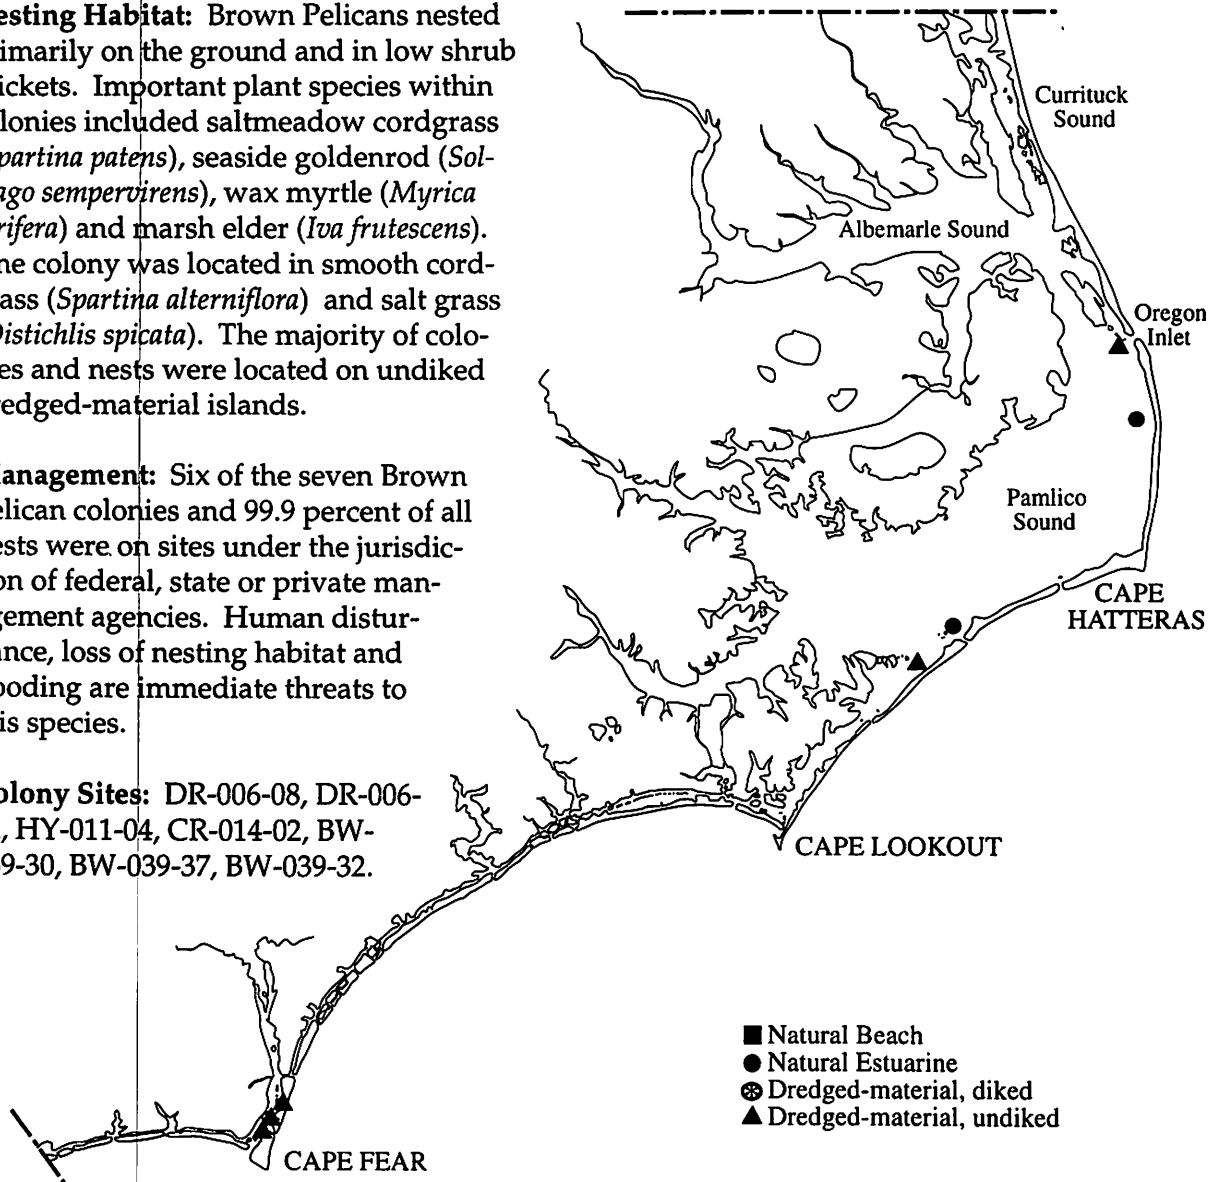 esting Habitat: Brown Pelicans nested
imarily on the ground and in low shrub
ickets. Important plant species within
lonies included saltmeadow cordgrass
partina patens), seaside goldenrod (Sol-
ago sempervirens), wax myrtle (Myrica
rifera) and marsh elder (Iva frutescens).
ne colony was located in smooth cord-
ass (Spartina alterniflora) and salt grass
Distichlis spicata). The majority of colo-
es and nests were located on undiked
redged-material islands.
anagement: Six of the seven Brown
elican colonies and 99.9 percent of all
ests were on sites under the jurisdic-
on of federal, state or private man-
gement agencies. Human distur-
ance, loss of nesting habitat and
ooding are immediate threats to
is species.
olony Sites: DR-006-08, DR-006-
, HY-011-04, CR-014-02, BW-
9-30, BW-039-37, BW-039-32.
Currituck
Sound
Albemarle Sound
Oregon
Inlet
Pamlico
Sound
CAPE
HATTERAS
CAPE LOOKOUT
CAPE FEAR
Natural Beach
Natural Estuarine
Dredged-material, diked
Dredged-material, undiked